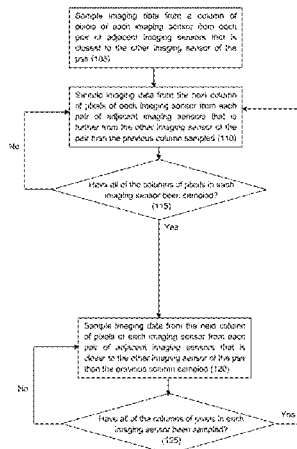 Sample imaging data from a column of
pixels of each imaging sensor from each
pair of adjacent imaging sensors that
is closest to the other imaging sensor of the
pair (105)
Sample imaging data from the next column
of pixels of each imaging sensor from each
pair of adjacent imaging sensors that is
further from the other imaging sensor of the
pair than the previous column sampled (110)
No
Have all of the columns of pixels in each
imaging sensor been sampled?
(115)
Yes
Sample imaging data from the next column
of pixels of each imaging sensor from each
pair of adjacent imaging sensors that is
closer to the other imaging sensor of the pair
than the previous column sampled (120)
No
Have all of the columns of pixels in each
imaging sensor been sampled?
(125)
Yes